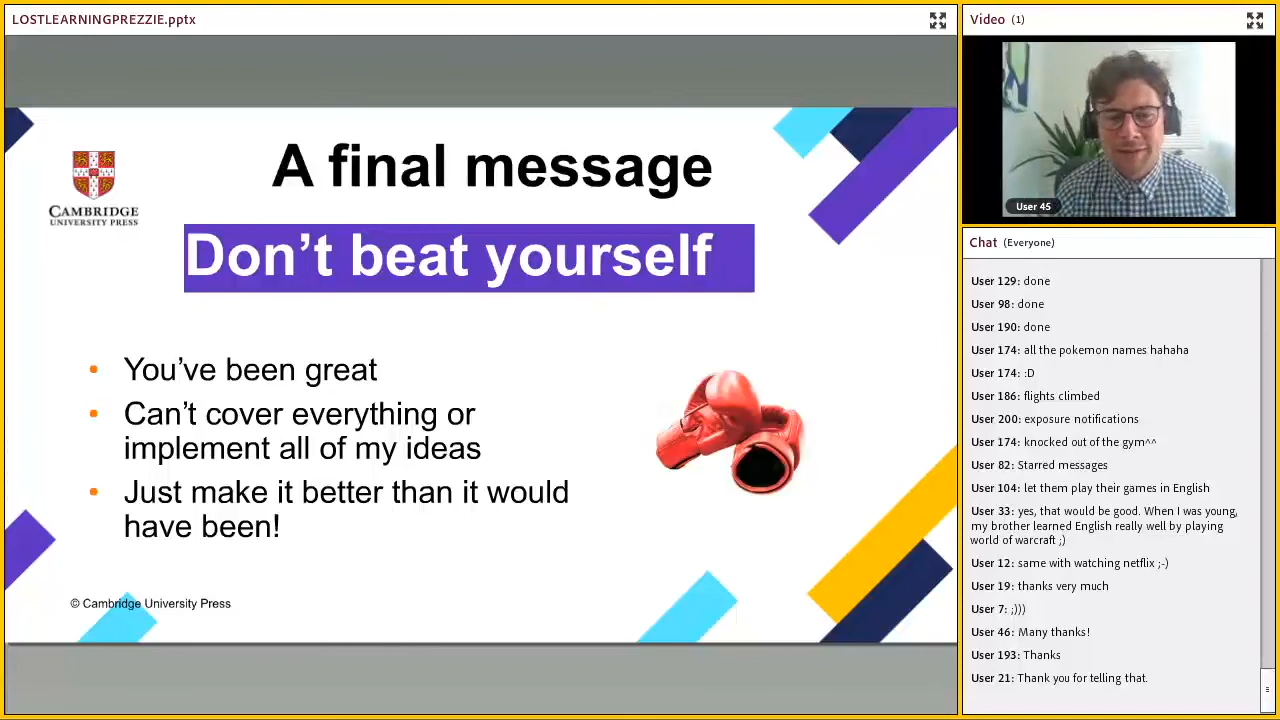 LOSTLEARNINGPREZZIE.pptx
A final message
CAMBRIDGE
UNIVERSITY PRESS
Don’t beat yourself
• You’ve been great
• Can’t cover everything or
implement all of my ideas
• Just make it better than it would
have been!
© Cambridge University Press
Video (1)
User 45
Chat (Everyone)
User 129: done
User 98: done
User 190: done
User 174: all the pokemon names hahaha
User 174: :D
User 186: flights climbed
User 200: exposure notifications
User 174: knocked out of the gym^^
User 82: Starred messages
User 104: let them play their games in English
User 33: yes, that would be good. When I was young,
my brother learned English really well by playing
world of warcraft ;)
User 12: same with watching netflix ;-)
User 19: thanks very much
User 7: ;)))
User 46: Many thanks!
User 193: Thanks
User 21: Thank you for telling that.